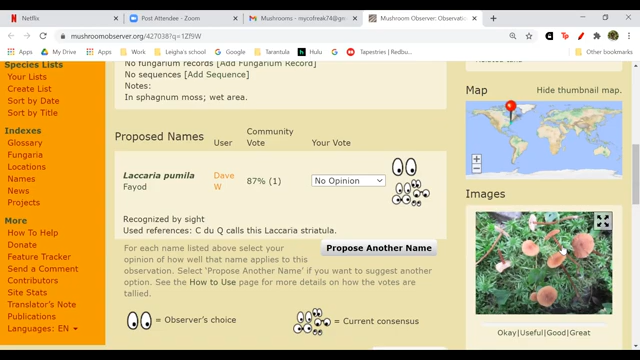 Netflix
Post Attendee - Zoom
Mushrooms - mycofreak74@gm
Mushroom Observer: Observatio
mushroomobserver.org/427038?q=1Zf9W
Apps
My Drive
Books
Work
Leigha's school
Google
Tarantula
Hulu
Tapestries | Redbu...
Other bookmarks
Species Lists
Your Lists
Create List
Sort by Date
Sort by Title
Indexes
Glossary
Fungaria
Locations
Names
News
Projects
More
How To Help
Donate
Feature Tracker
Send a Comment
Contributors
Site Stats
Translator's Note
Publications
Languages: EN
No fungarium records [Add Fungarium Record]
No sequences [Add Sequence]
Notes:
In sphagnum moss; wet area.
Proposed Names
User
Community
Vote
Your Vote
Laccaria pumila
Fayod
Dave
W
87% (1)
No Opinion
Recognized by sight
Used references: C du Q calls this Laccaria striatula.
For each name listed above select your
opinion of how well that name applies to this
observation. Select 'Propose Another Name'
if you want to suggest another
option. See the How to Use page for more details on how the votes are
tallied.
Propose Another Name
= Observer's choice
= Current consensus
Map
Hide thumbnail map.
Images
Okay|Useful|Good|Great